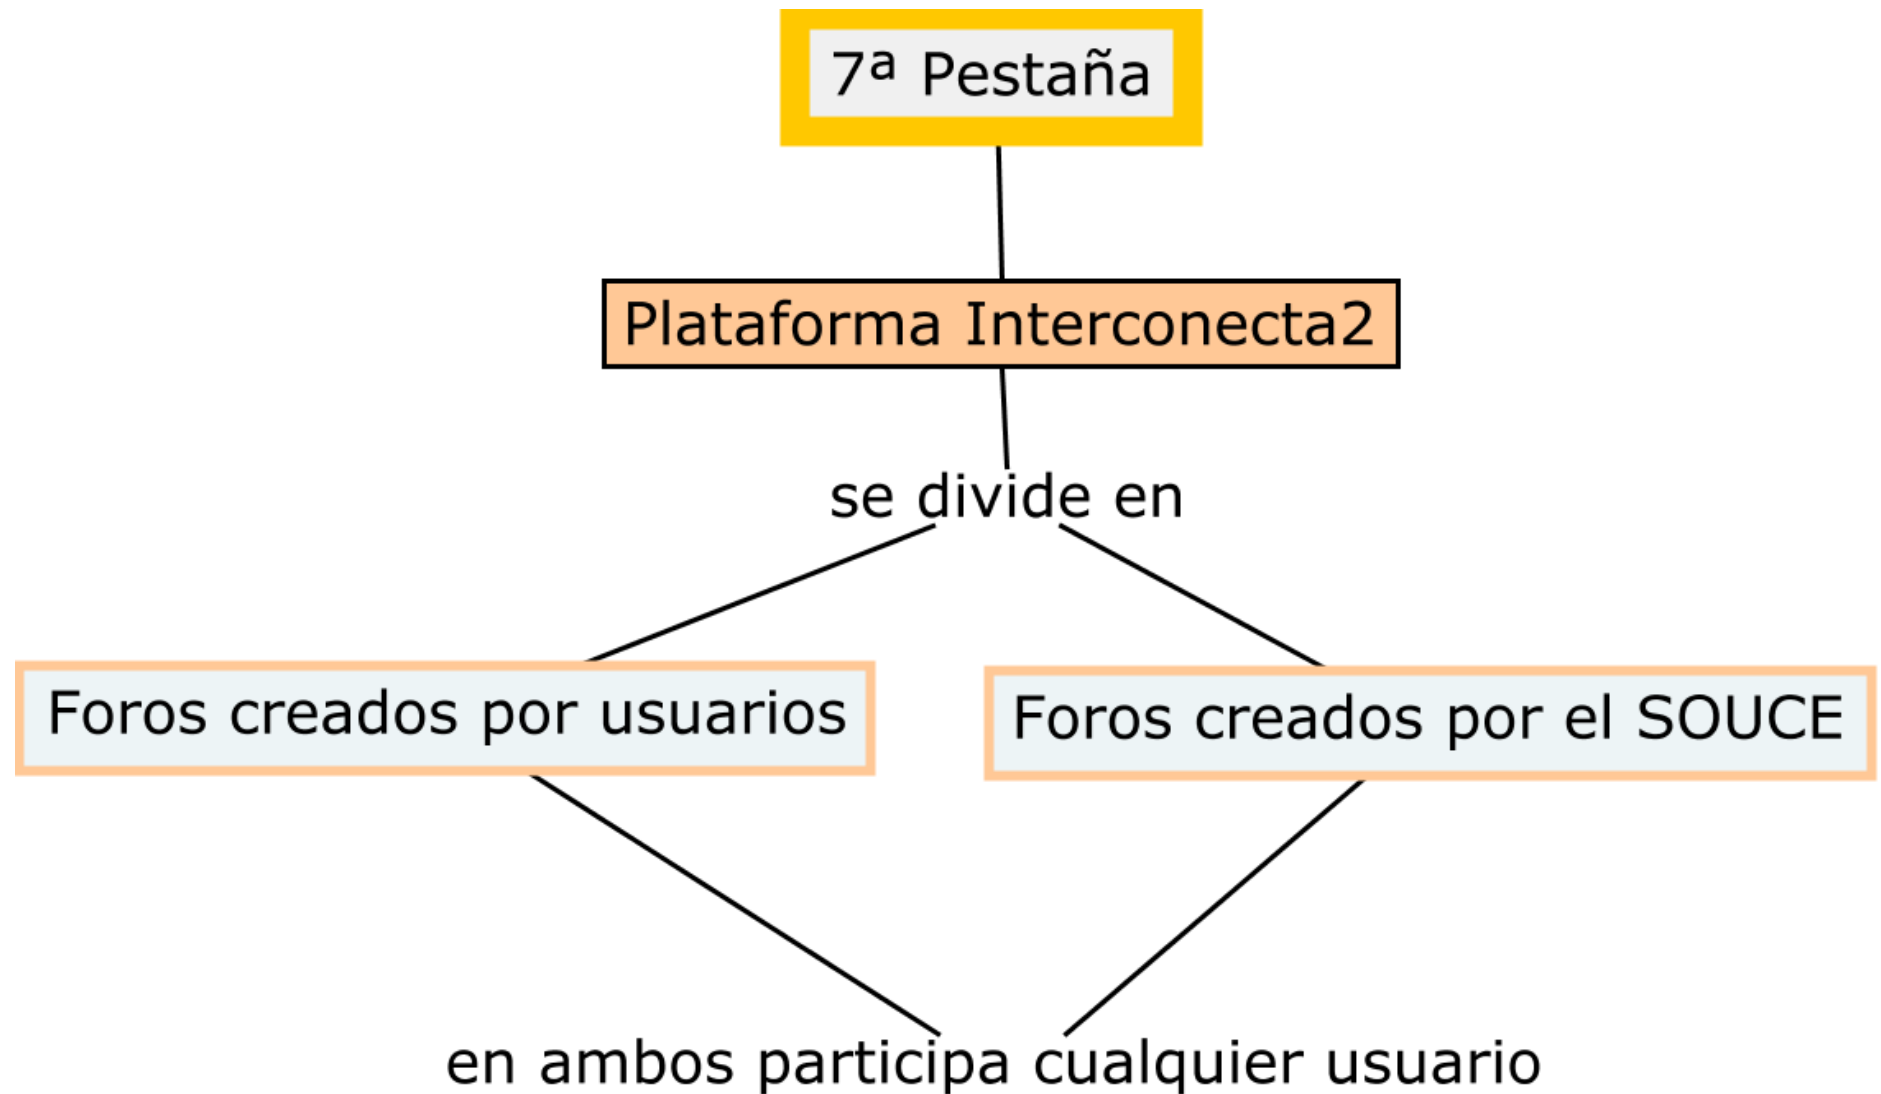 7ª Pestaña
Plataforma Interconecta2
se divide en
Foros creados por usuarios
Foros creados por el SOUCE
en ambos participa cualquier usuario